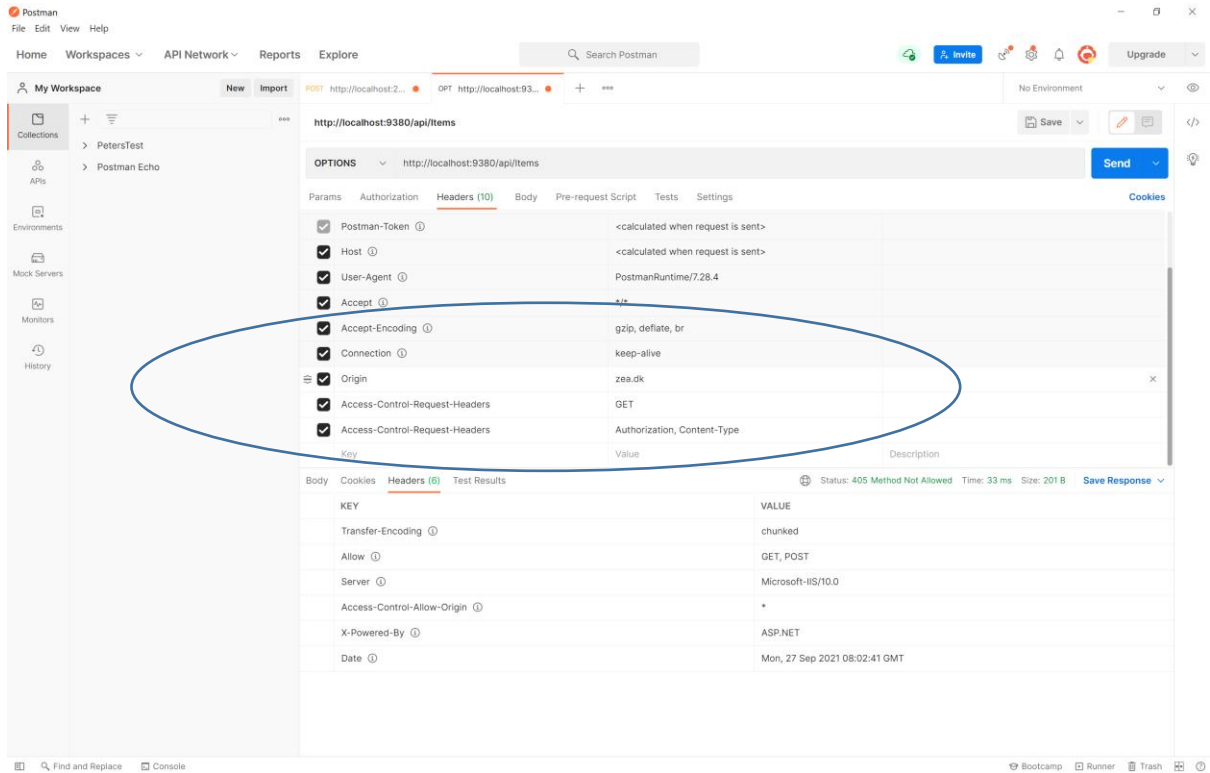 Postman
File Edit View Help
Home Workspaces API Network Reports Explore Search Postman Invite Upgrade
My Workspace New Import POST http://localhost:2... OPT http://localhost:93... + ooo No Environment
Collections
APIs
Environments
Mock Servers
Monitors
History
+ ooo
> PetersTest
> Postman Echo
http://localhost:9380/api/Items Save
OPTIONS http://localhost:9380/api/Items Send
Params Authorization Headers (10) Body Pre-request Script Tests Settings Cookies
Postman-Token <calculated when request is sent>
Host <calculated when request is sent>
User-Agent PostmanRuntime/7.28.4
Accept */*
Accept-Encoding gzip, deflate, br
Connection keep-alive
Origin zea.dk
Access-Control-Request-Headers GET
Access-Control-Request-Headers Authorization, Content-Type
Key Value Description
Body Cookies Headers (6) Test Results Status: 405 Method Not Allowed Time: 33 ms Size: 201 B Save Response
KEY VALUE
Transfer-Encoding chunked
Allow GET, POST
Server Microsoft-IIS/10.0
Access-Control-Allow-Origin *
X-Powered-By ASP.NET
Date Mon, 27 Sep 2021 08:02:41 GMT
Find and Replace Console Bootcamp Runner Trash